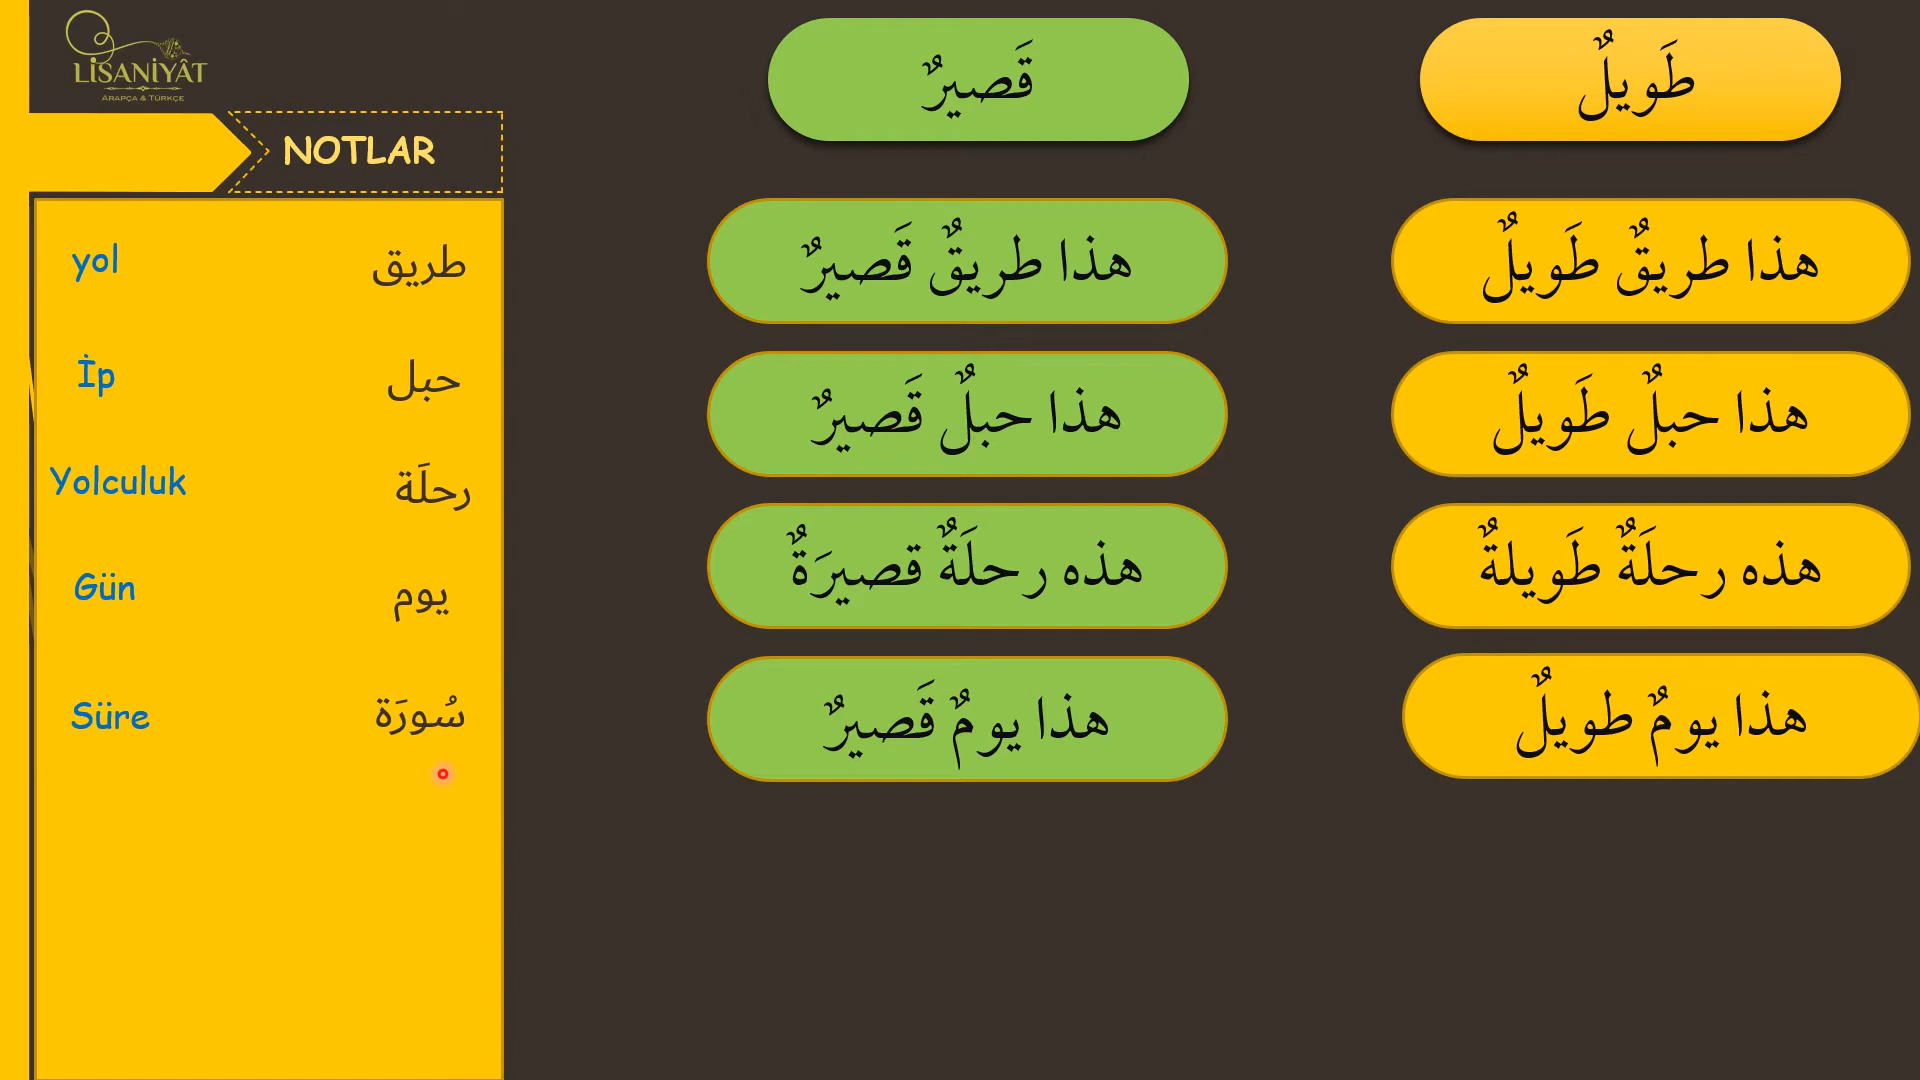 LİSANİYÂT
ARAPÇA & TÜRKÇE
NOTLAR
طَويلٌ
قَصيرٌ
هذا طريقٌ طَويلٌ
هذا طريقٌ قَصيرٌ
هذا حبلٌ طَويلٌ
هذا حبلٌ قَصيرٌ
هذه رحلَةٌ طَويلةٌ
هذه رحلَةٌ قصيرَةٌ
هذا يومٌ طويلٌ
هذا يومٌ قَصيرٌ
طريق yol
حبل İp
رحلَة Yolculuk
يوم Gün
سُورَة Süre